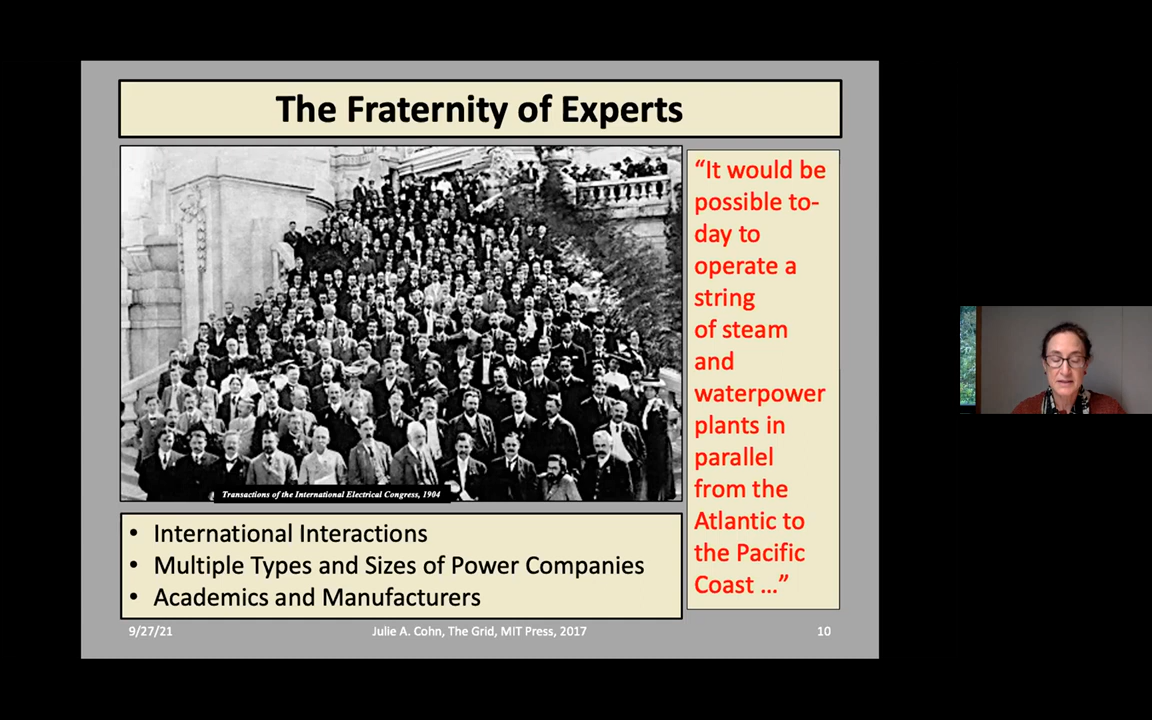 The Fraternity of Experts
Transactions of the International Electrical Congress, 1904
“It would be
possible to-
day to
operate a
string
of steam
and
waterpower
plants in
parallel
from the
Atlantic to
the Pacific
Coast ...”
• International Interactions
• Multiple Types and Sizes of Power Companies
• Academics and Manufacturers
9/27/21
Julie A. Cohn, The Grid, MIT Press, 2017
10